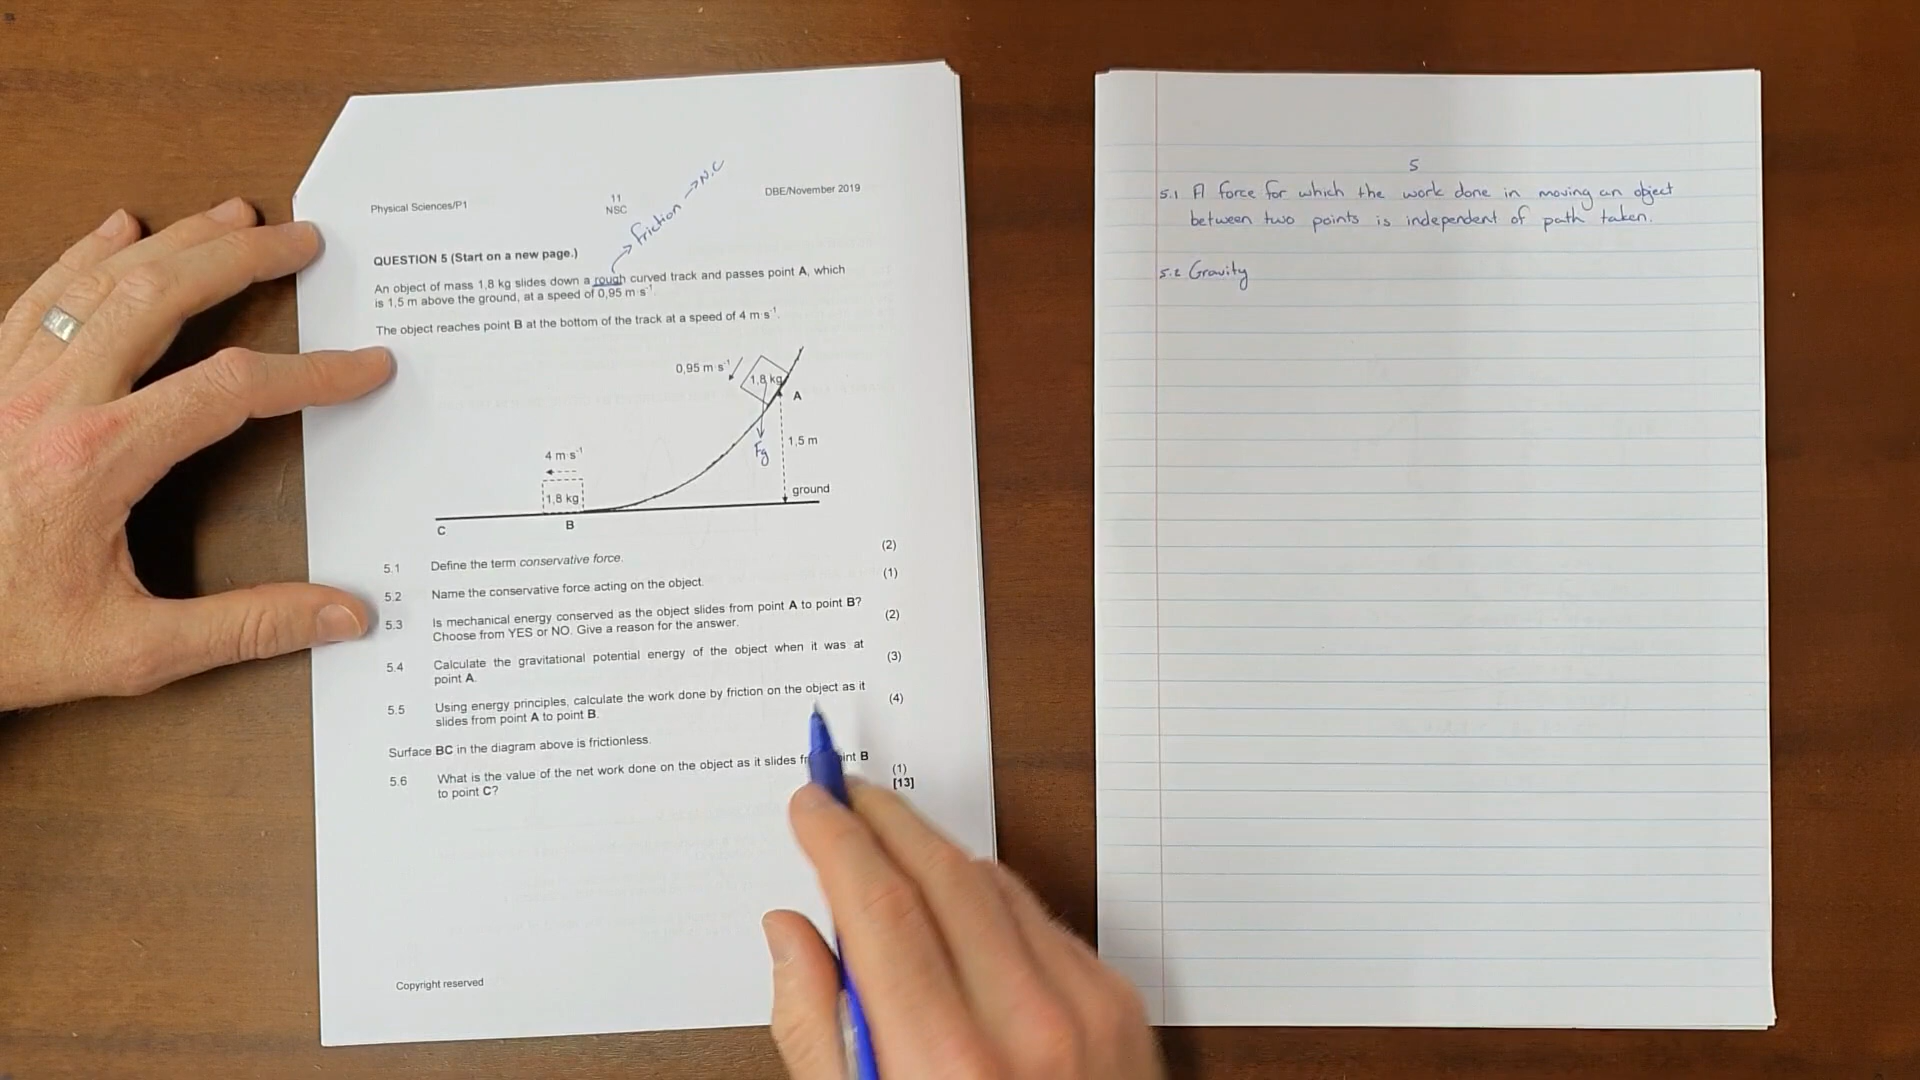 Physical Sciences/P1
11
NSC
DBE/November 2019
friction → N.C
QUESTION 5 (Start on a new page.)
An object of mass 1,8 kg slides down a rough curved track and passes point A, which
is 1,5 m above the ground, at a speed of 0,95 m·s⁻¹.
The object reaches point B at the bottom of the track at a speed of 4 m·s⁻¹.
0,95 m·s⁻¹
1,8 kg
A
Fg
1,5 m
4 m·s⁻¹
1,8 kg
ground
C
B
5.1 Define the term conservative force. (2)
5.2 Name the conservative force acting on the object. (1)
5.3 Is mechanical energy conserved as the object slides from point A to point B?
Choose from YES or NO. Give a reason for the answer. (2)
5.4 Calculate the gravitational potential energy of the object when it was at
point A. (3)
5.5 Using energy principles, calculate the work done by friction on the object as it
slides from point A to point B. (4)
Surface BC in the diagram above is frictionless.
5.6 What is the value of the net work done on the object as it slides point B
to point C? (1)
[13]
Copyright reserved
5
5.1 A force for which the work done in moving an object
between two points is independent of path taken.
5.2 Gravity